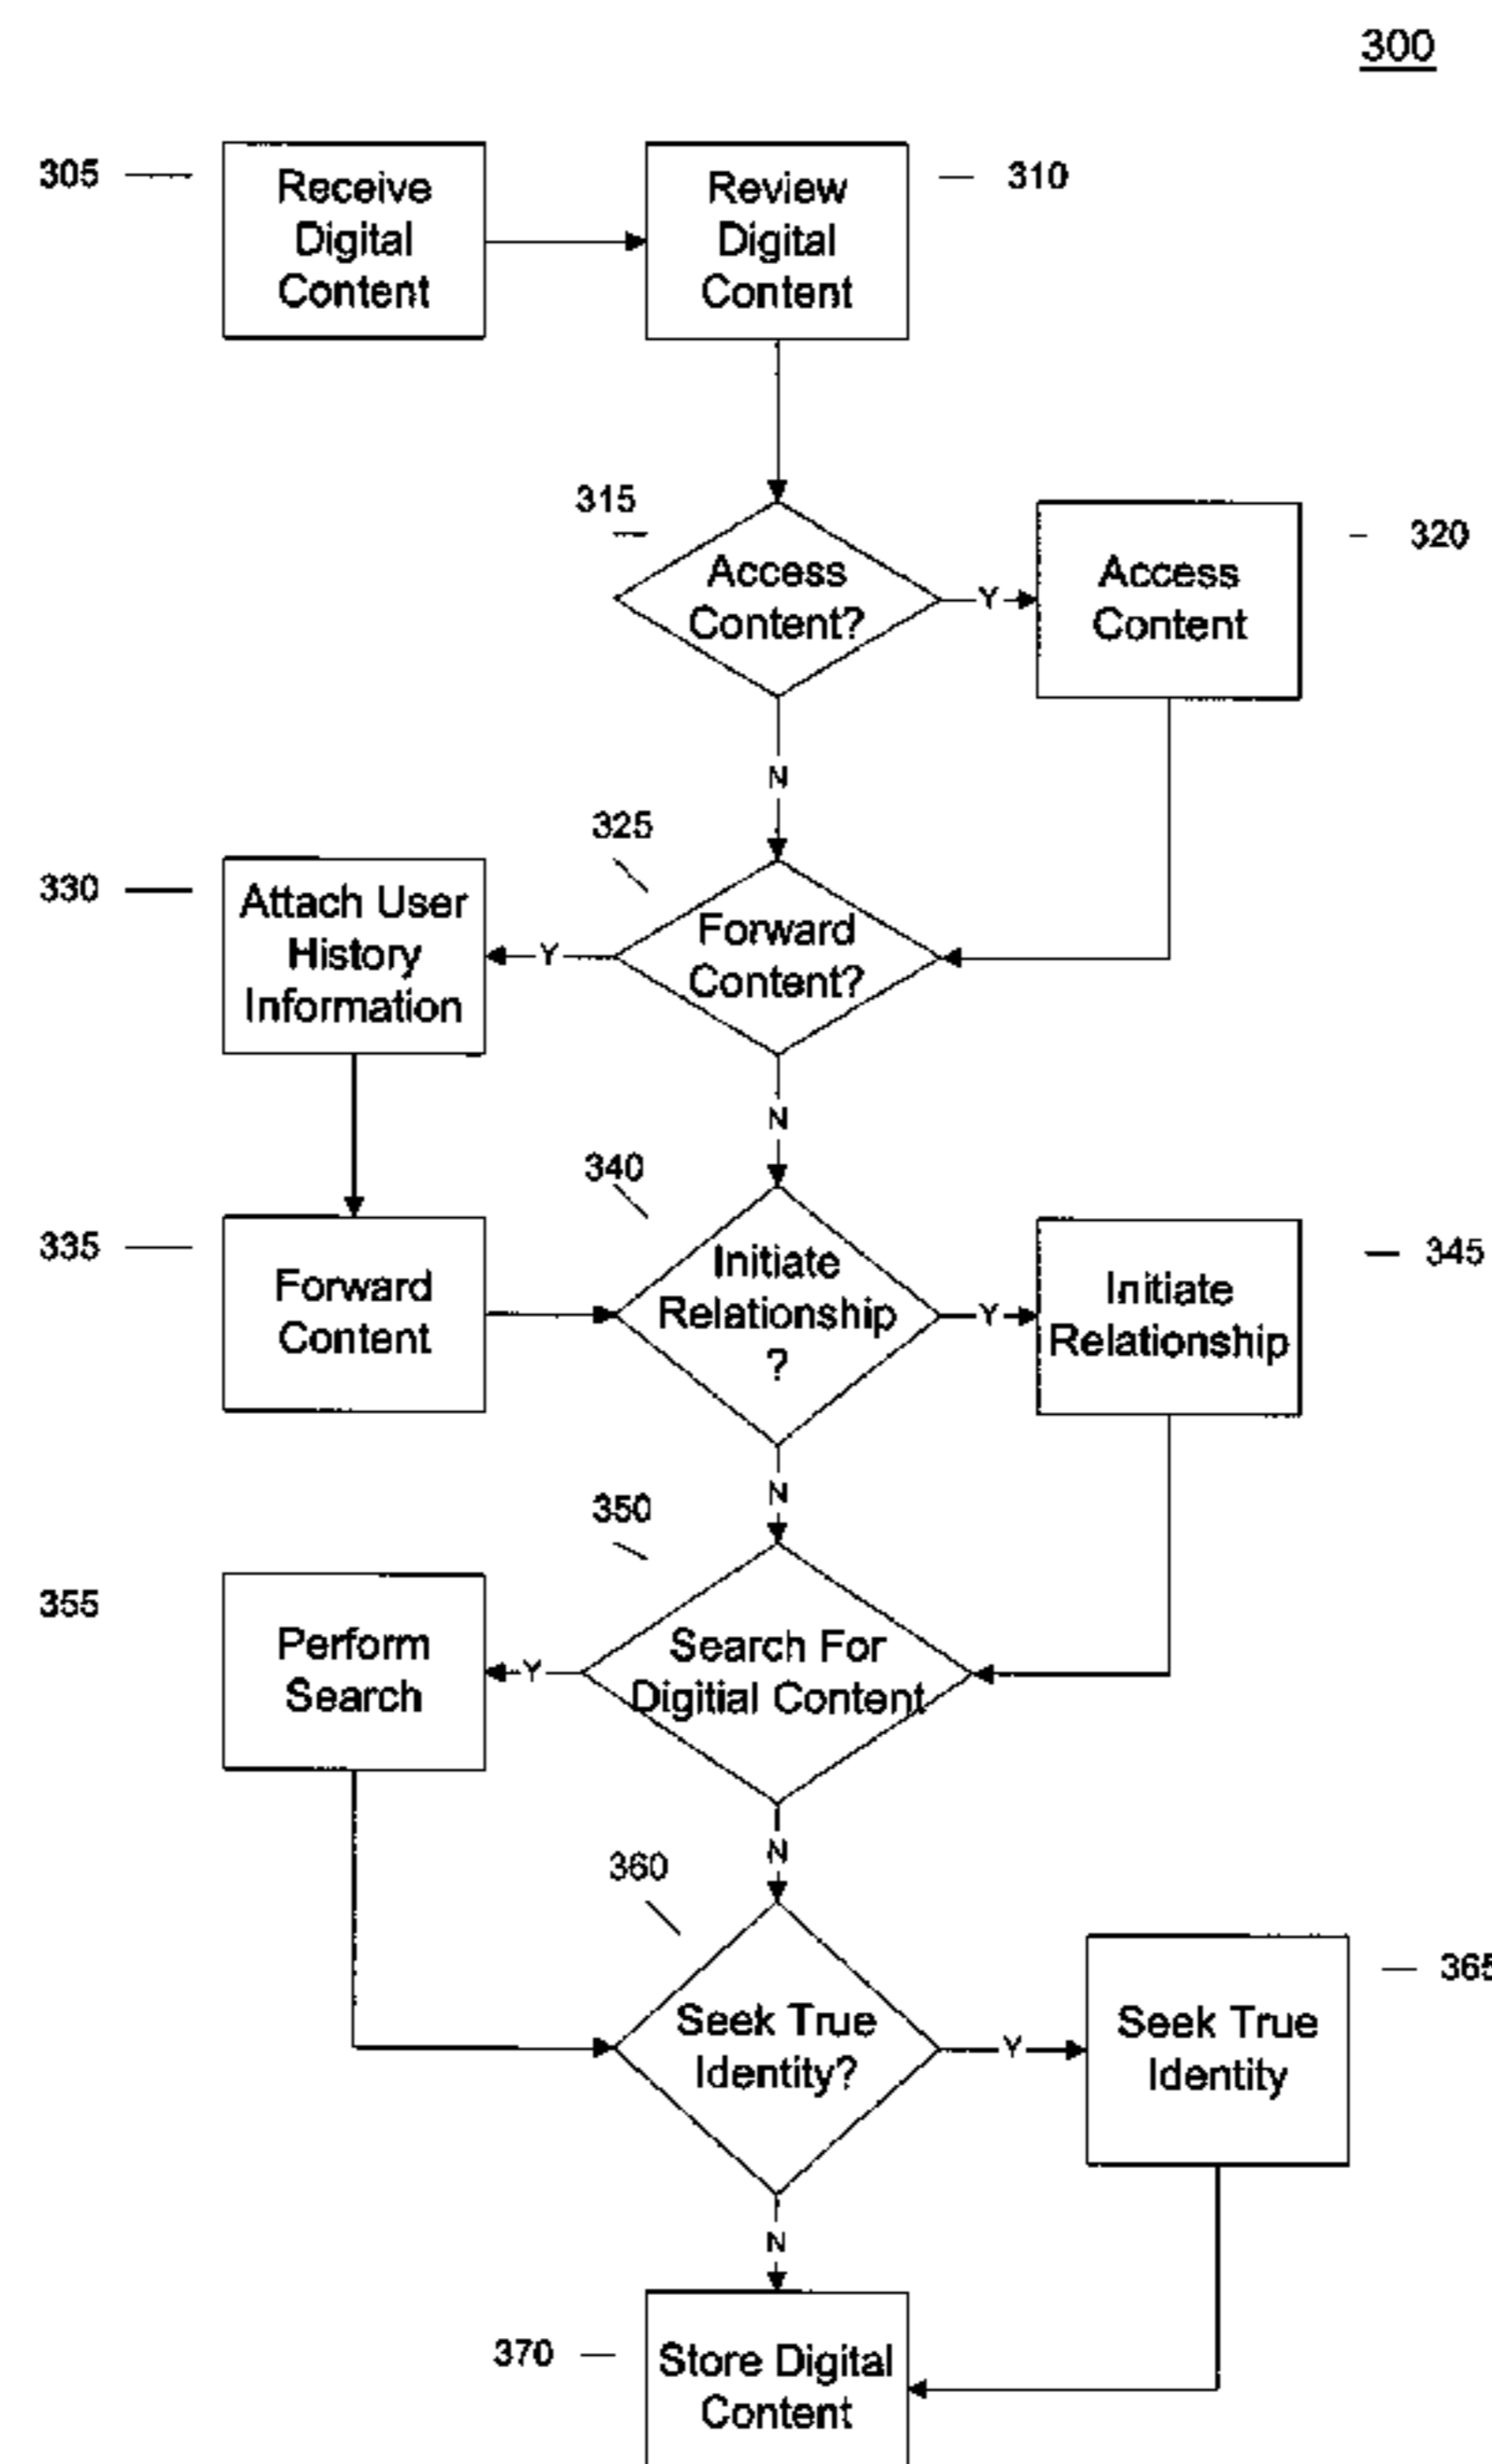 300
305
Receive
Digital
Content
Review
Digital
Content
310
315
Access
Content?
Y
Access
Content
320
N
325
330
Attach User
History
Information
Y
Forward
Content?
N
340
335
Forward
Content
Initiate
Relationship
?
Y
Initiate
Relationship
345
N
350
355
Perform
Search
Y
Search For
Digitial Content
N
360
Seek True
Identity?
Y
Seek True
Identity
365
N
370
Store Digital
Content